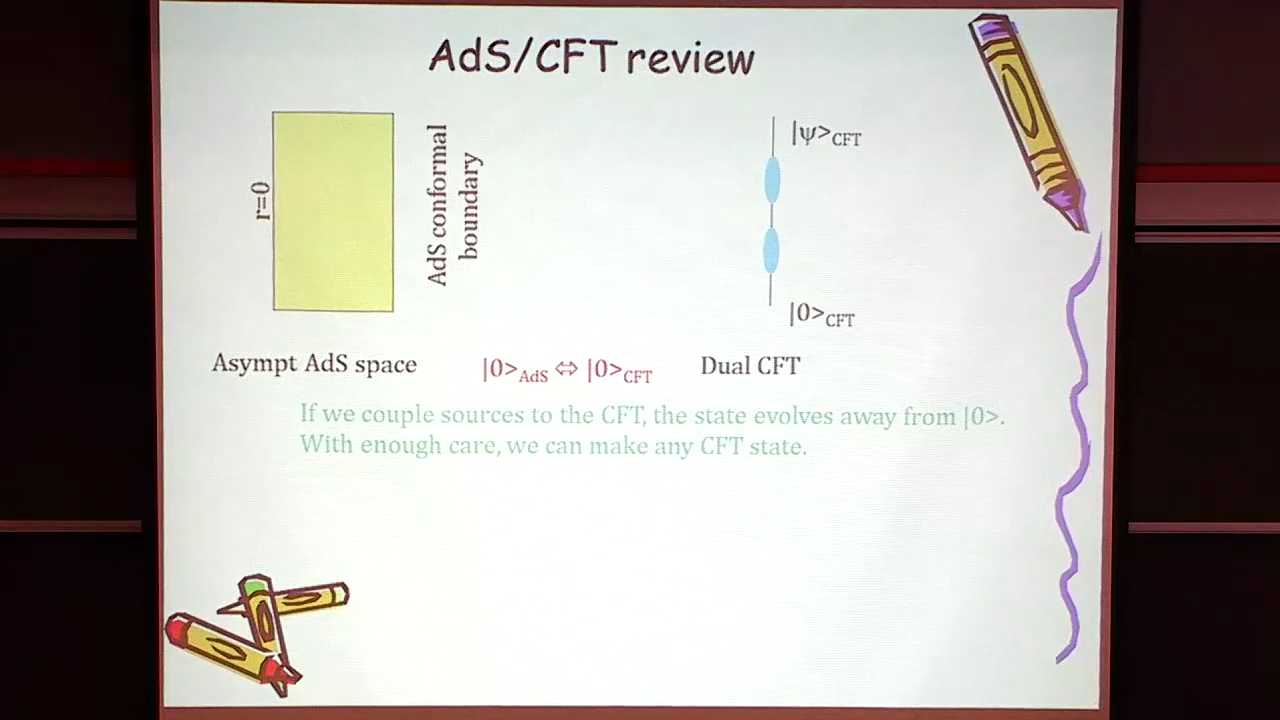 AdS/CFT review
r=0
AdS conformal
boundary
|ψ>CFT
|0>CFT
Asympt AdS space
|0>AdS ⇔ |0>CFT
Dual CFT
If we couple sources to the CFT, the state evolves away from |0>.
With enough care, we can make any CFT state.